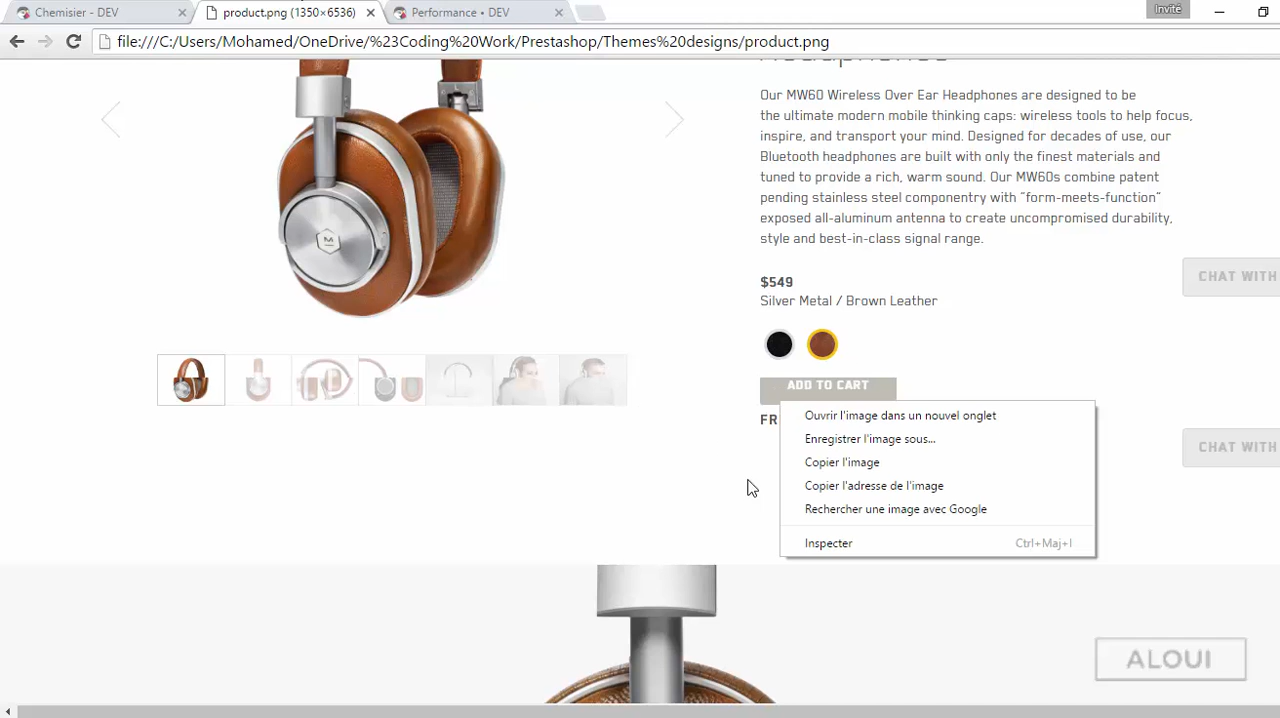 Chemisier - DEV
product.png (1350×6536)
Performance • DEV
Invité
file:///C:/Users/Mohamed/OneDrive/%23Coding%20Work/Prestashop/Themes%20designs/product.png
Our MW60 Wireless Over Ear Headphones are designed to be
the ultimate modern mobile thinking caps: wireless tools to help focus,
inspire, and transport your mind. Designed for decades of use, our
Bluetooth headphones are built with only the finest materials and
tuned to provide a rich, warm sound. Our MW60s combine patent
pending stainless steel componentry with "form-meets-function"
exposed all-aluminum antenna to create uncompromised durability,
style and best-in-class signal range.
$549
Silver Metal / Brown Leather
CHAT WITH
ADD TO CART
FR
Ouvrir l'image dans un nouvel onglet
Enregistrer l'image sous...
Copier l'image
Copier l'adresse de l'image
Rechercher une image avec Google
Inspecter Ctrl+Maj+I
CHAT WITH
M
ALOUI